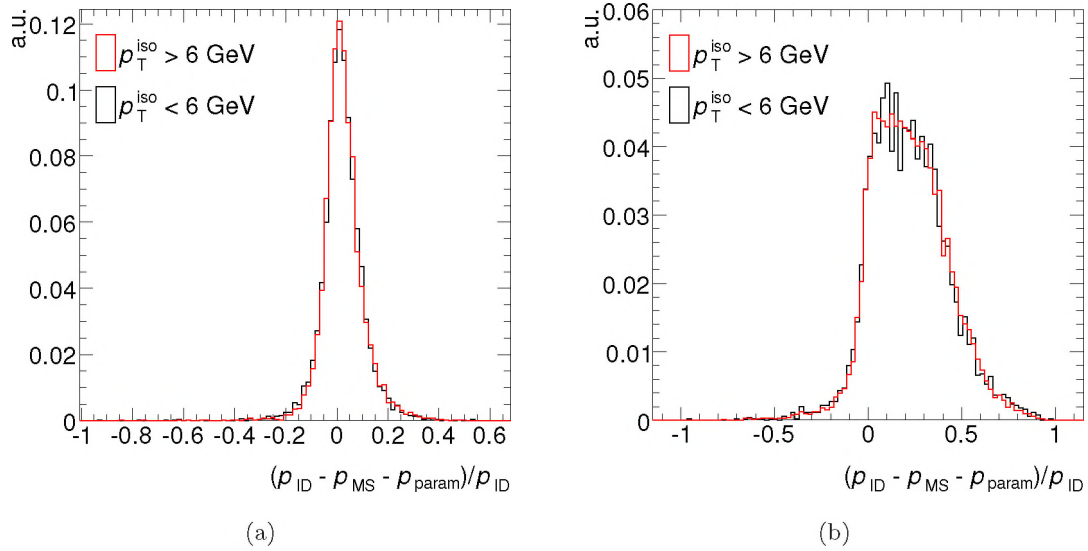 a.u.
0.12
0.1
0.08
0.06
0.04
0.02
0
p_T^iso > 6 GeV
p_T^iso < 6 GeV
-1 -0.8 -0.6 -0.4 -0.2 0 0.2 0.4 0.6
(p_ID - p_MS - p_param)/p_ID
(a)
0.06
a.u.
0.05
0.04
0.03
0.02
0.01
0
p_T^iso > 6 GeV
p_T^iso < 6 GeV
-1 -0.5 0 0.5 1
(p_ID - p_MS - p_param)/p_ID
(b)